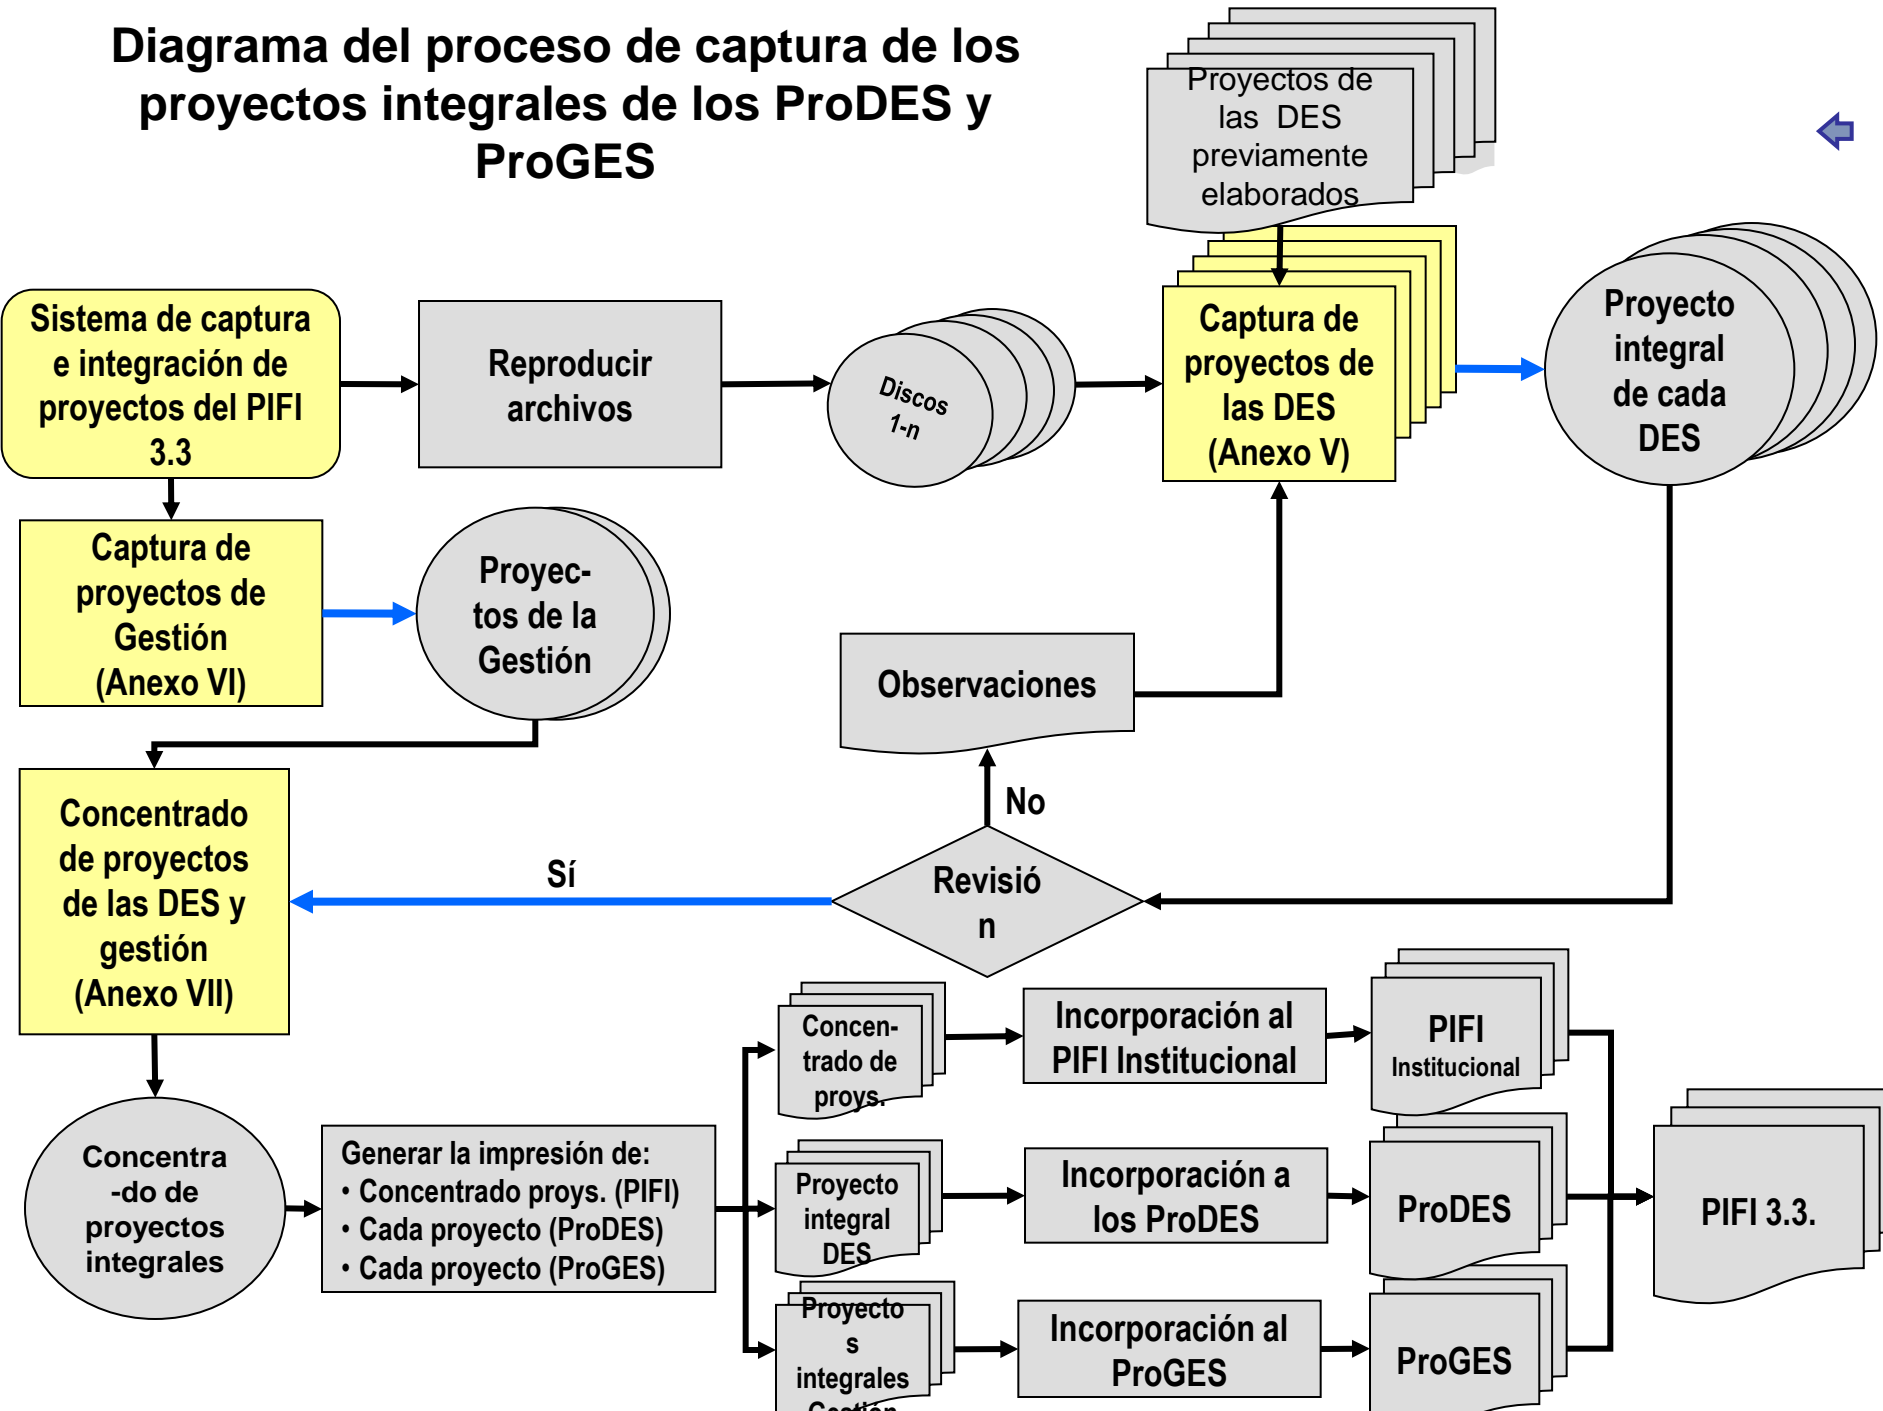 Diagrama del proceso de captura de los
proyectos integrales de los ProDES y
ProGES
Proyectos de
las DES
previamente
elaborados
Sistema de captura
e integración de
proyectos del PIFI
3.3
Reproducir
archivos
Discos
1-n
Captura de
proyectos de
las DES
(Anexo V)
Proyecto
integral
de cada
DES
Captura de
proyectos de
Gestión
(Anexo VI)
Proyec-
tos de la
Gestión
Observaciones
No
Sí
Revisió
n
Concentrado
de proyectos
de las DES y
gestión
(Anexo VII)
Concentra
-do de
proyectos
integrales
Generar la impresión de:
• Concentrado proys. (PIFI)
• Cada proyecto (ProDES)
• Cada proyecto (ProGES)
Concen-
trado de
proys.
Incorporación al
PIFI Institucional
PIFI
Institucional
Proyecto
integral
DES
Incorporación a
los ProDES
ProDES
PIFI 3.3.
Proyecto
s
integrales
Gestión
Incorporación al
ProGES
ProGES